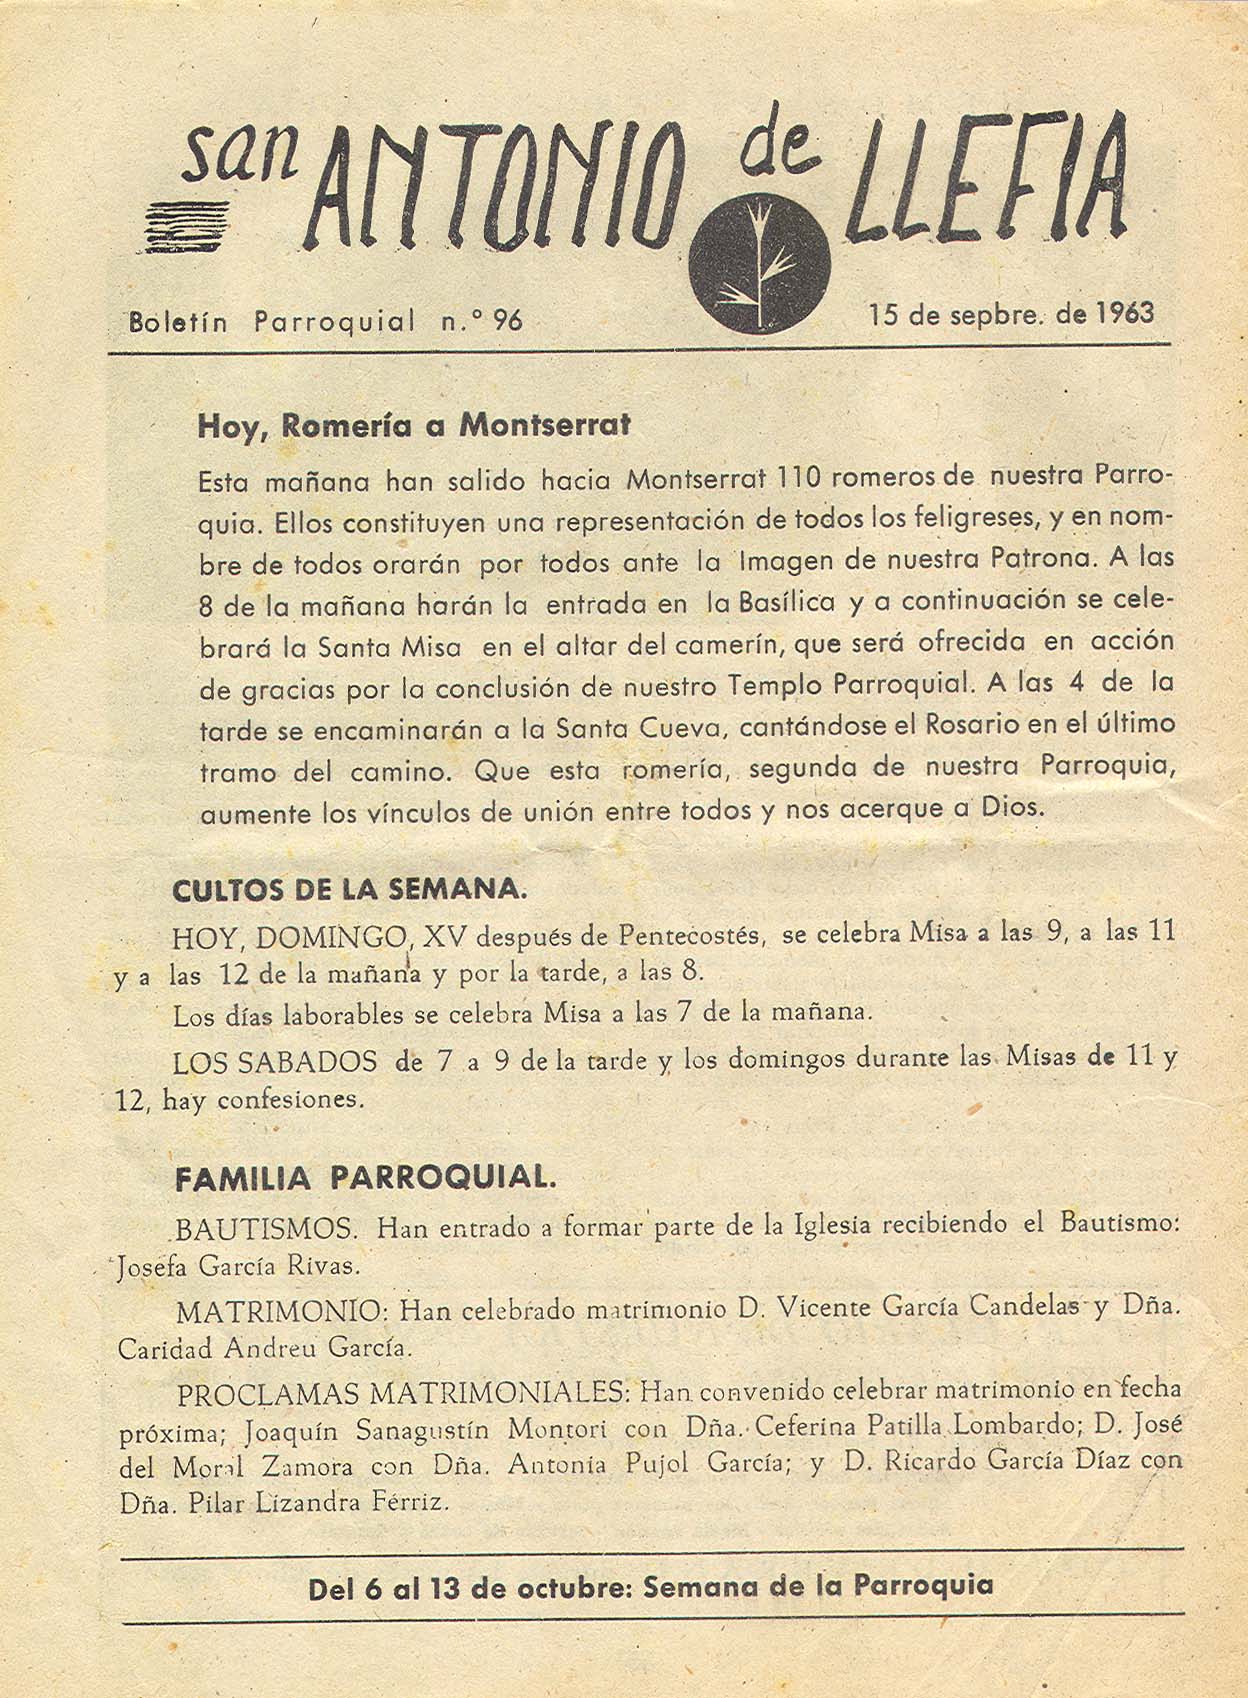 san ANTONIO de LLEFIA
Boletín Parroquial n.º 96
15 de sepbre. de 1963
Hoy, Romería a Montserrat
Esta mañana han salido hacia Montserrat 110 romeros de nuestra Parro-
quia. Ellos constituyen una representación de todos los feligreses, y en nom-
bre de todos orarán por todos ante la Imagen de nuestra Patrona. A las
8 de la mañana harán la entrada en la Basílica y a continuación se cele-
brará la Santa Misa en el altar del camerín, que será ofrecida en acción
de gracias por la conclusión de nuestro Templo Parroquial. A las 4 de la
tarde se encaminarán a la Santa Cueva, cantándose el Rosario en el último
tramo del camino. Que esta romería, segunda de nuestra Parroquia,
aumente los vínculos de unión entre todos y nos acerque a Dios.
CULTOS DE LA SEMANA.
HOY, DOMINGO, XV después de Pentecostés, se celebra Misa a las 9, a las 11
y a las 12 de la mañana y por la tarde, a las 8.
Los días laborables se celebra Misa a las 7 de la mañana.
LOS SABADOS de 7 a 9 de la tarde y los domingos durante las Misas de 11 y
12, hay confesiones.
FAMILIA PARROQUIAL.
BAUTISMOS. Han entrado a formar parte de la Iglesia recibiendo el Bautismo:
Josefa García Rivas.
MATRIMONIO: Han celebrado matrimonio D. Vicente García Candelas y Dña.
Caridad Andreu García.
PROCLAMAS MATRIMONIALES: Han convenido celebrar matrimonio en fecha
próxima; Joaquín Sanagustín Montori con Dña. Ceferina Patilla Lombardo; D. José
del Moral Zamora con Dña. Antonia Pujol García; y D. Ricardo García Díaz con
Dña. Pilar Lizandra Férriz.
Del 6 al 13 de octubre: Semana de la Parroquia